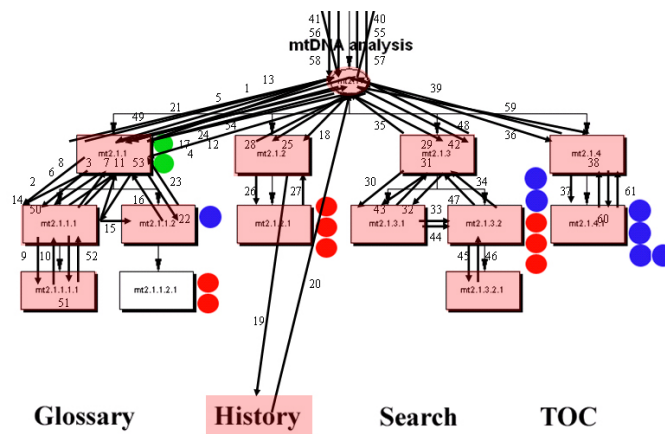 41 40
56 55
mtDNA analysis
58 57
13
1 39
5
21 59
49
54 35 48 36
24 18
17 12
4
mt2.1.1 28 25 29 42
mt2.1.2 mt2.1.3 mt2.1.4
8 3 7 11 53 31 38
6
2 23 26 27 30 34 37 61
14 50 16 43 32 47
mt2.1.1.1 15 mt2.1.1.2 22 mt2.1.2.1 mt2.1.3.1 33 mt2.1.3.2 mt2.1.4.1 60
44
9 10 52 45 46
mt2.1.1.1.1 mt2.1.1.2.1 20 mt2.1.3.2.1
51
19
Glossary History Search TOC